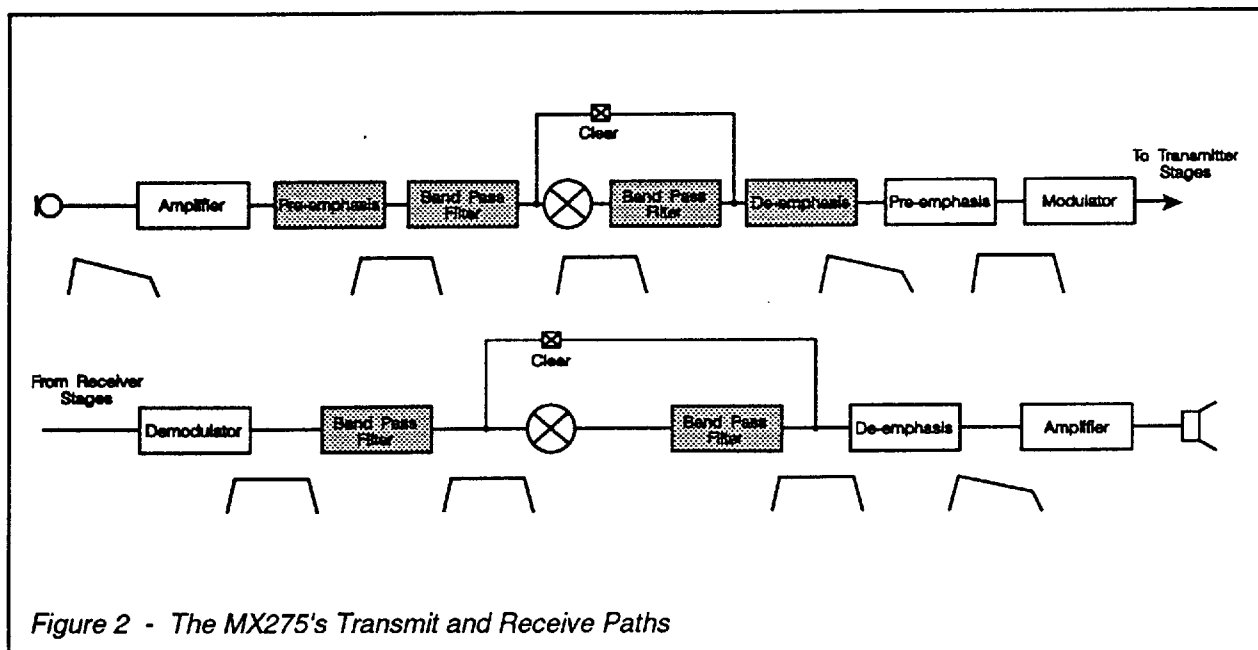 Clear
To Transmitter
Stages
Amplifier
Pre-emphasis
Band Pass
Filter
Band Pass
Filter
De-emphasis
Pre-emphasis
Modulator
Clear
From Receiver
Stages
Demodulator
Band Pass
Filter
Band Pass
Filter
De-emphasis
Amplifier
Figure 2 - The MX275's Transmit and Receive Paths